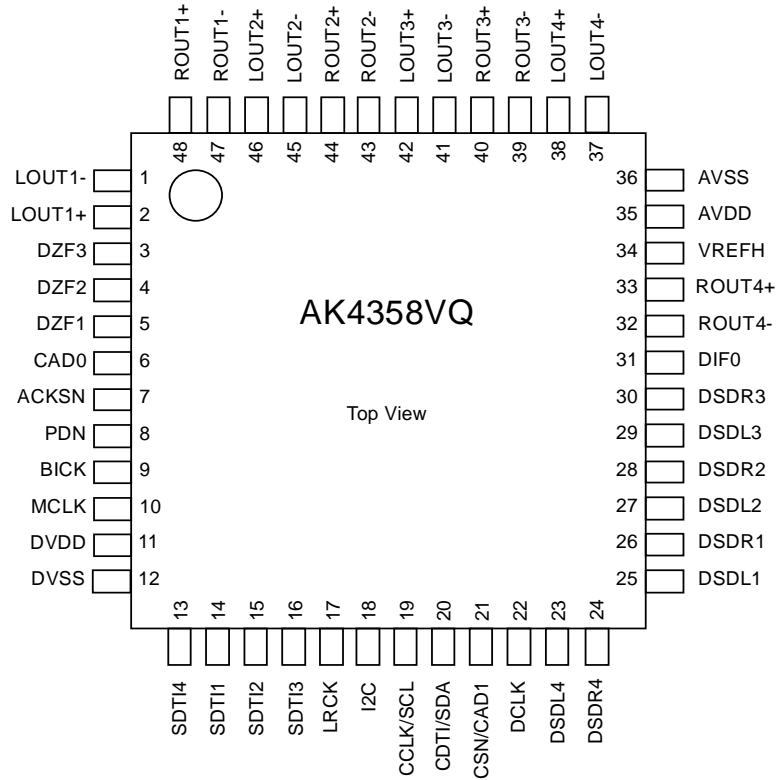 ROUT1+
ROUT1-
LOUT2+
LOUT2-
ROUT2+
ROUT2-
LOUT3+
LOUT3-
ROUT3+
ROUT3-
LOUT4+
LOUT4-
48
47
46
45
44
43
42
41
40
39
38
37
LOUT1- 1
LOUT1+ 2
DZF3 3
DZF2 4
DZF1 5
CAD0 6
ACKSN 7
PDN 8
BICK 9
MCLK 10
DVDD 11
DVSS 12
AK4358VQ
Top View
36 AVSS
35 AVDD
34 VREFH
33 ROUT4+
32 ROUT4-
31 DIF0
30 DSDR3
29 DSDL3
28 DSDR2
27 DSDL2
26 DSDR1
25 DSDL1
13
14
15
16
17
18
19
20
21
22
23
24
SDTI4
SDTI1
SDTI2
SDTI3
LRCK
I2C
CCLK/SCL
CDTI/SDA
CSN/CAD1
DCLK
DSDL4
DSDR4